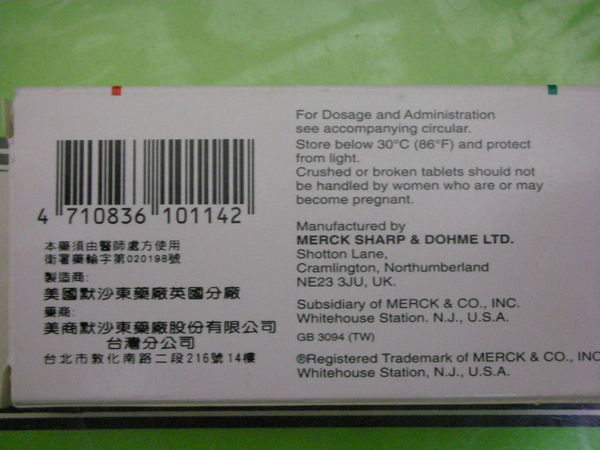 4 710836 101142
本藥須由醫師處方使用
衛署藥輸字第020198號
製造商:
美國默沙東藥廠英國分廠
藥商:
美商默沙東藥廠股份有限公司
台灣分公司
台北市敦化南路二段216號14樓
For Dosage and Administration
see accompanying circular.
Store below 30°C (86°F) and protect
from light.
Crushed or broken tablets should not
be handled by women who are or may
become pregnant.
Manufactured by
MERCK SHARP & DOHME LTD.
Shotton Lane,
Cramlington, Northumberland
NE23 3JU, UK.
Subsidiary of MERCK & CO., INC.
Whitehouse Station. N.J., U.S.A.
GB 3094 (TW)
®Registered Trademark of MERCK & CO., INC
Whitehouse Station, N.J., U.S.A.